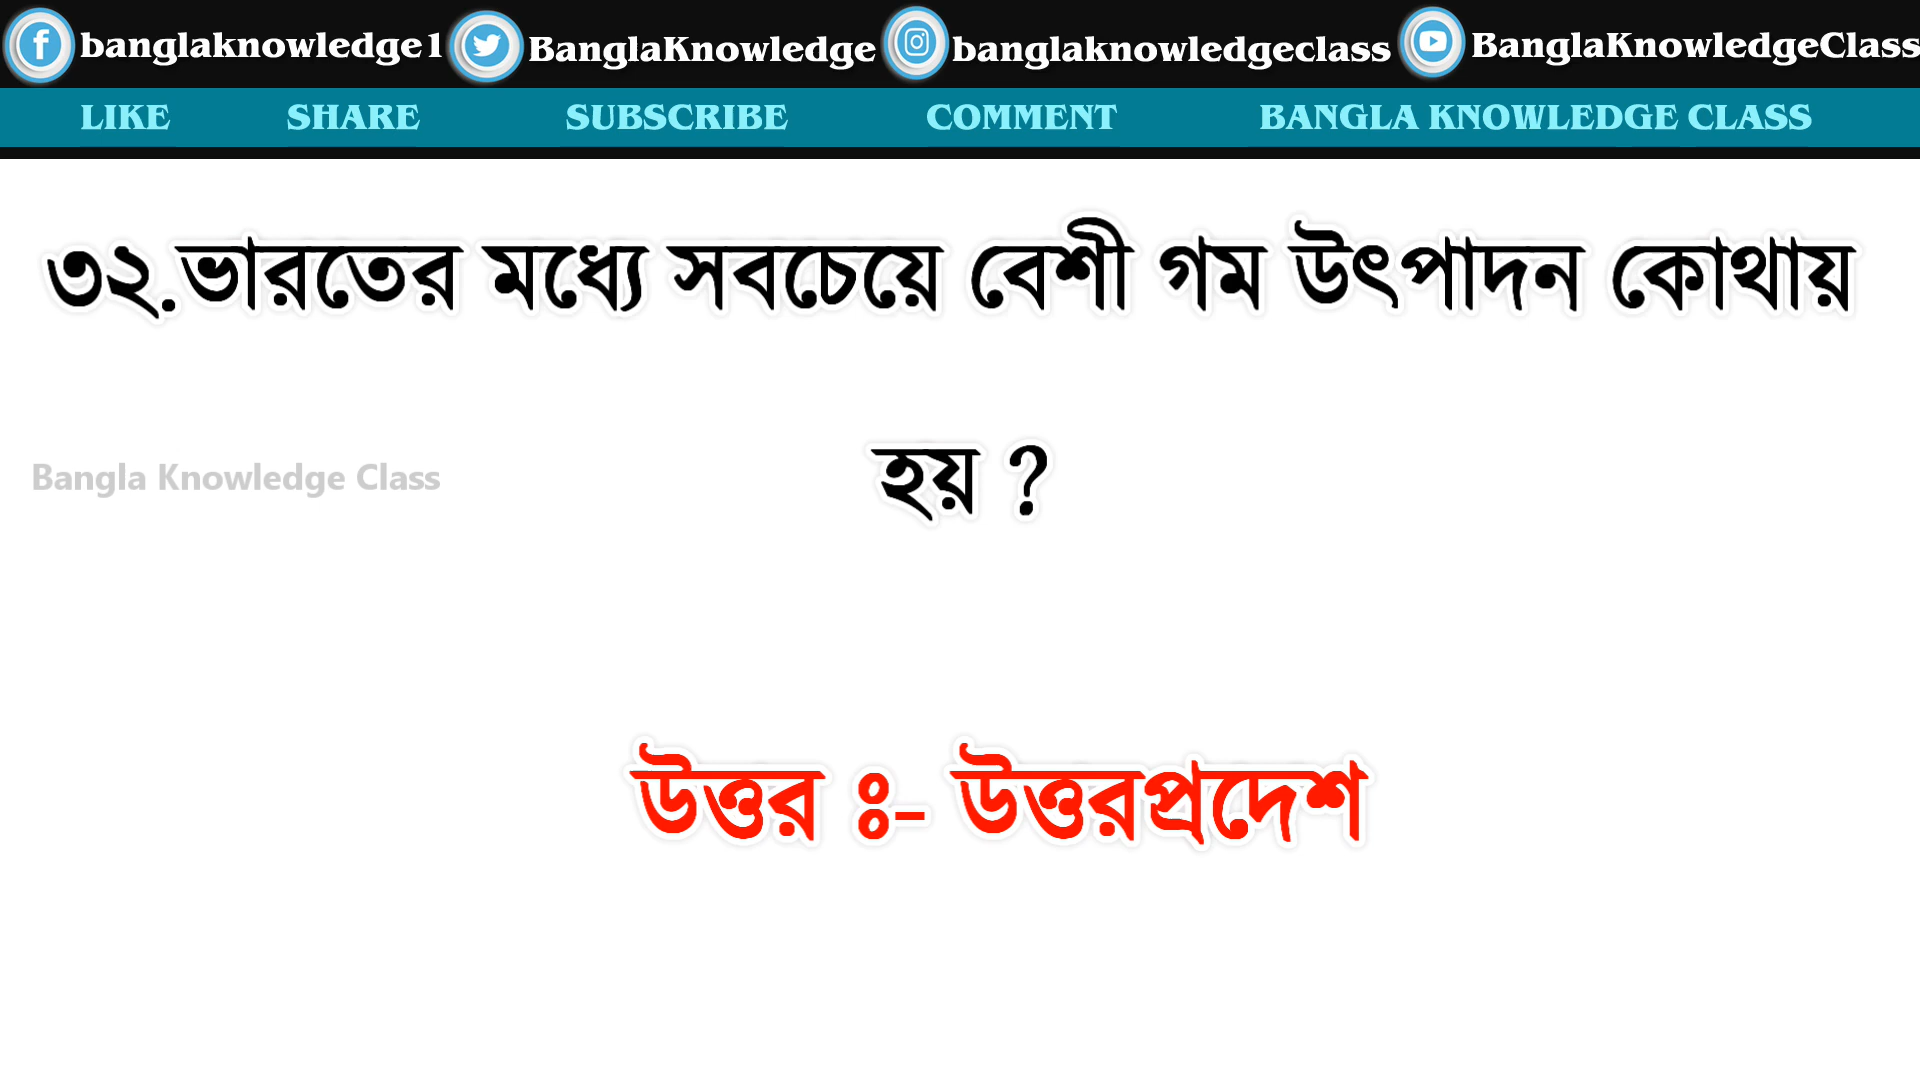 banglaknowledge1 BanglaKnowledge banglaknowledgeclass BanglaKnowledgeClass
LIKE SHARE SUBSCRIBE COMMENT BANGLA KNOWLEDGE CLASS
৩২.ভারতের মধ্যে সবচেয়ে বেশী গম উৎপাদন কোথায়
হয় ?
Bangla Knowledge Class
উত্তর ঃ- উত্তরপ্রদেশ